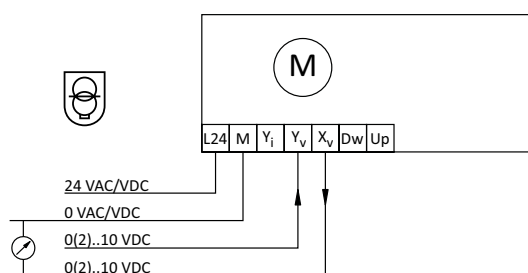 M
L24 M Yi Yv Xv Dw Up
24 VAC/VDC
0 VAC/VDC
0(2)..10 VDC
0(2)..10 VDC